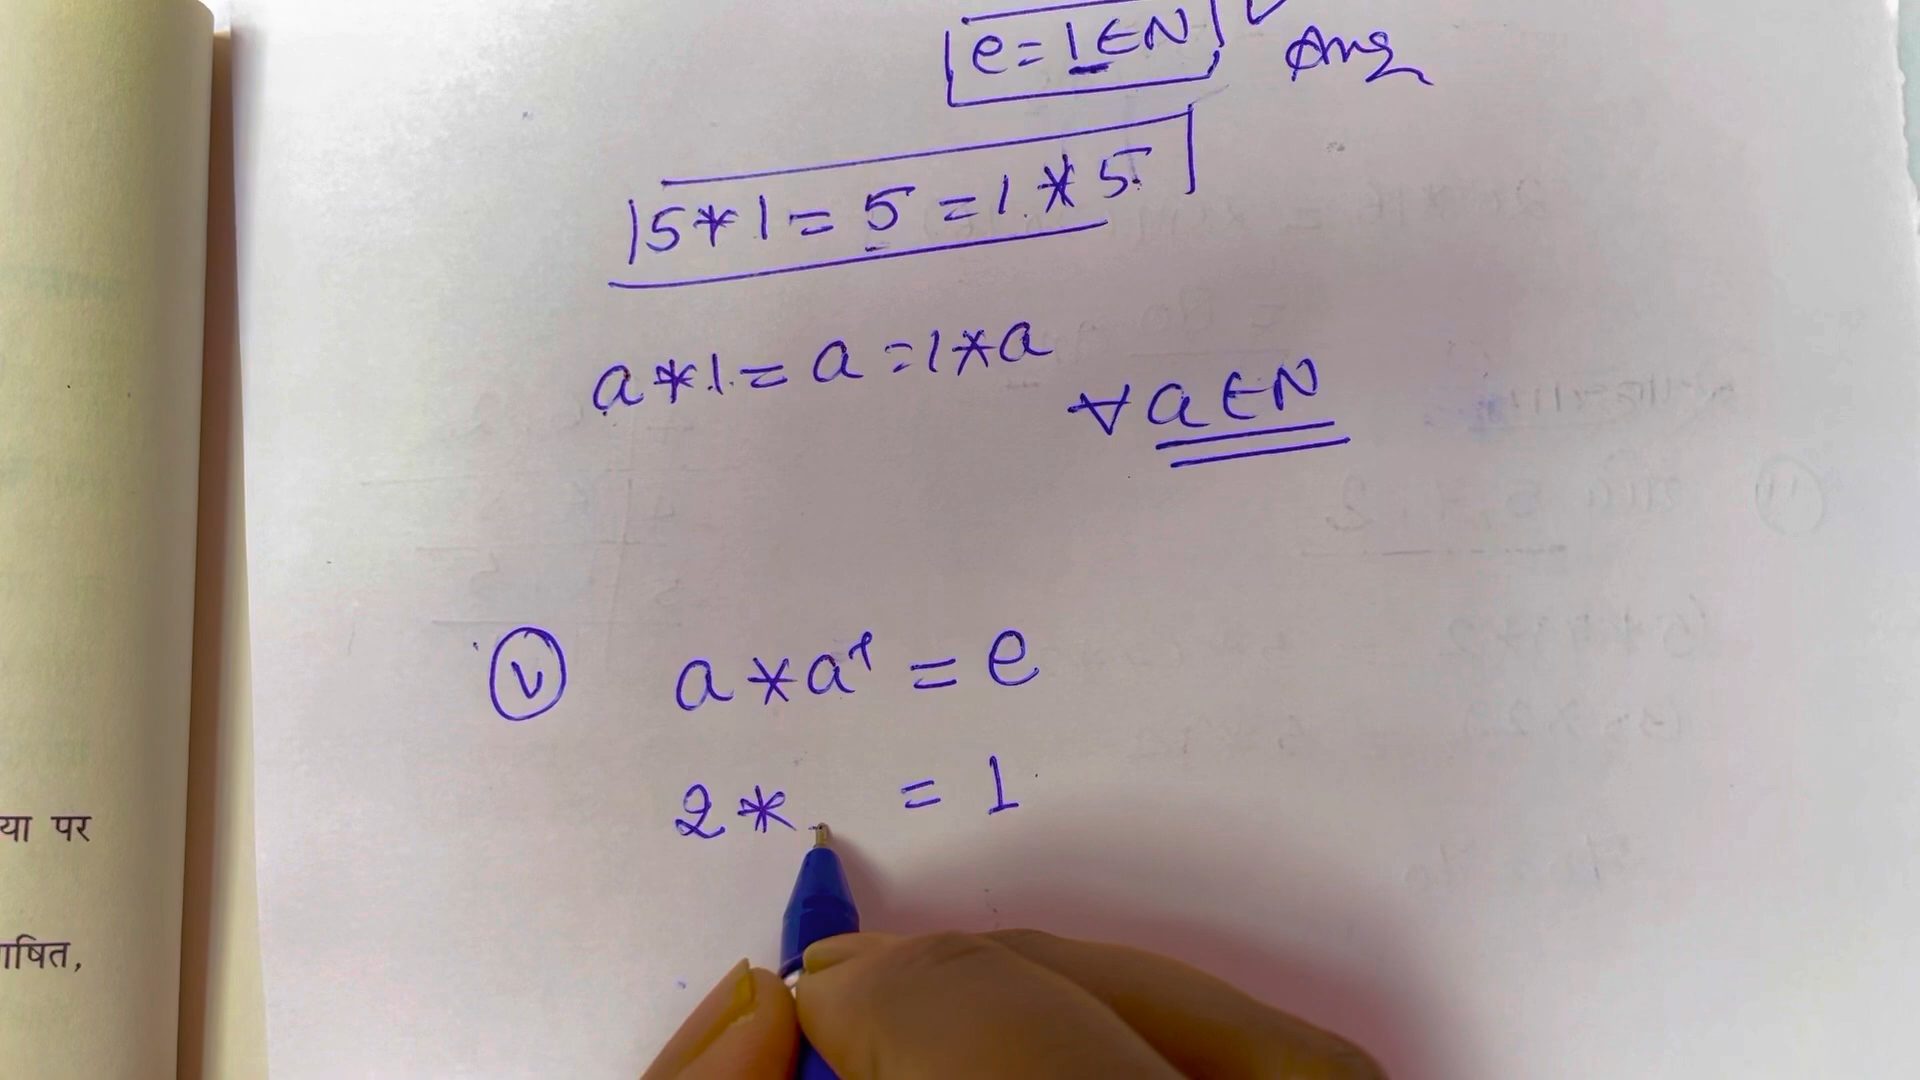 e = 1 ∈ N Ans
5 * 1 = 5 = 1 * 5
a * 1 = a = 1 * a
∀ a ∈ N
(v) a * a⁻¹ = e
2 * = 1
या पर
षित,